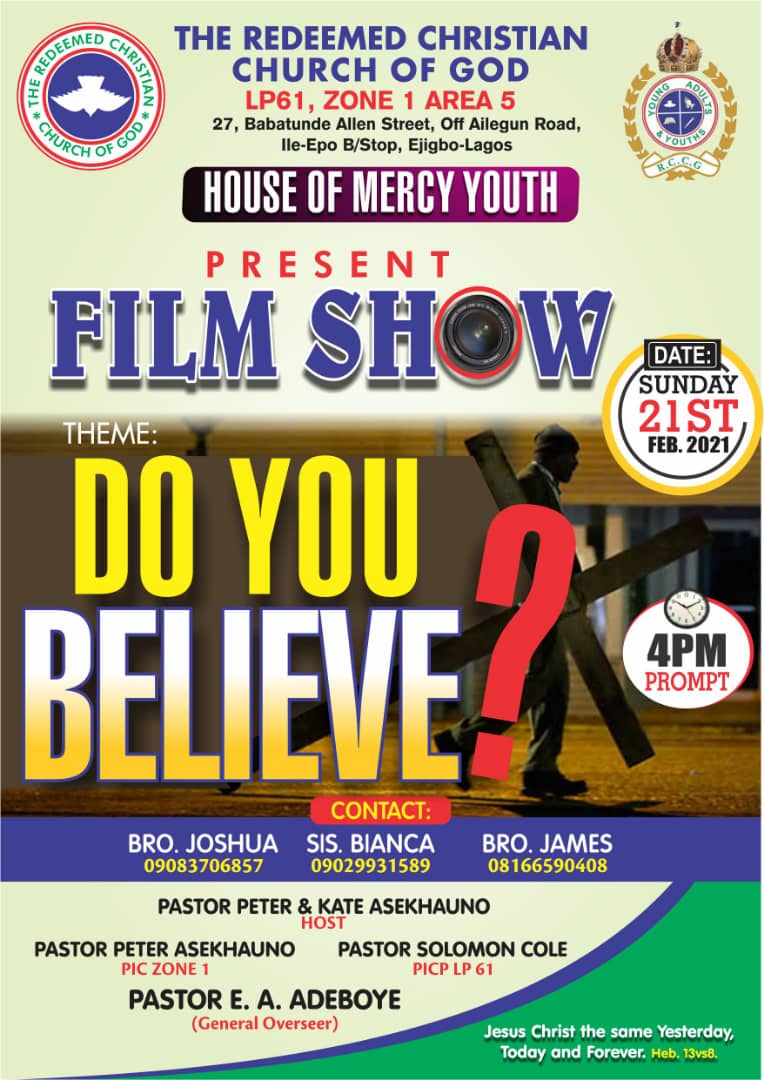 THE REDEEMED CHRISTIAN
CHURCH OF GOD
THE REDEEMED CHRISTIAN
CHURCH OF GOD
LP61, ZONE 1 AREA 5
27, Babatunde Allen Street, Off Ailegun Road,
Ile-Epo B/Stop, Ejigbo-Lagos
YOUNG ADULTS
& YOUTHS
R.C.C.G
HOUSE OF MERCY YOUTH
PRESENT
FILM SHOW
DATE:
SUNDAY
21ST
FEB. 2021
THEME:
DO YOU
BELIEVE?
4PM
PROMPT
CONTACT:
BRO. JOSHUA SIS. BIANCA BRO. JAMES
09083706857 09029931589 08166590408
PASTOR PETER & KATE ASEKHAUNO
HOST
PASTOR PETER ASEKHAUNO PASTOR SOLOMON COLE
PIC ZONE 1 PICP LP 61
PASTOR E. A. ADEBOYE
(General Overseer)
Jesus Christ the same Yesterday,
Today and Forever. Heb. 13vs8.